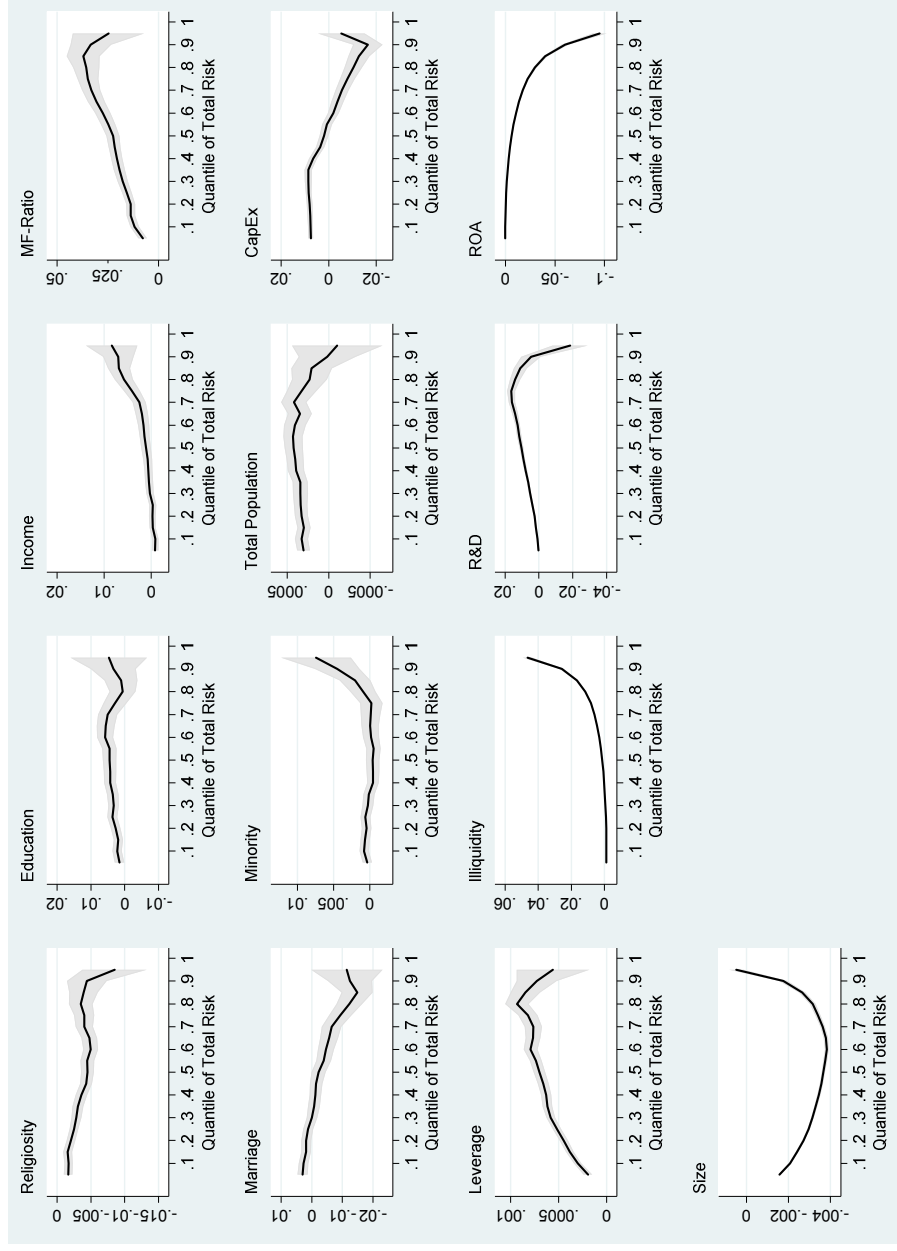 Religiosity
-.015 -.01 -.005 0
.1 .2 .3 .4 .5 .6 .7 .8 .9 1
Quantile of Total Risk
Education
-.01 0 .01 .02
.1 .2 .3 .4 .5 .6 .7 .8 .9 1
Quantile of Total Risk
Income
0 .01 .02
.1 .2 .3 .4 .5 .6 .7 .8 .9 1
Quantile of Total Risk
MF-Ratio
0 .025 .05
.1 .2 .3 .4 .5 .6 .7 .8 .9 1
Quantile of Total Risk
Marriage
-.02 -.01 0 .01
.1 .2 .3 .4 .5 .6 .7 .8 .9 1
Quantile of Total Risk
Minority
0 .005 .01
.1 .2 .3 .4 .5 .6 .7 .8 .9 1
Quantile of Total Risk
Total Population
-.0005 0 .0005
.1 .2 .3 .4 .5 .6 .7 .8 .9 1
Quantile of Total Risk
CapEx
-.02 0 .02
.1 .2 .3 .4 .5 .6 .7 .8 .9 1
Quantile of Total Risk
Leverage
0 .0005 .001
.1 .2 .3 .4 .5 .6 .7 .8 .9 1
Quantile of Total Risk
Illiquidity
0 .02 .04 .06
.1 .2 .3 .4 .5 .6 .7 .8 .9 1
Quantile of Total Risk
R&D
-.04 -.02 0 .02
.1 .2 .3 .4 .5 .6 .7 .8 .9 1
Quantile of Total Risk
ROA
-.1 -.05 0
.1 .2 .3 .4 .5 .6 .7 .8 .9 1
Quantile of Total Risk
Size
-.004 -.002 0
.1 .2 .3 .4 .5 .6 .7 .8 .9 1
Quantile of Total Risk